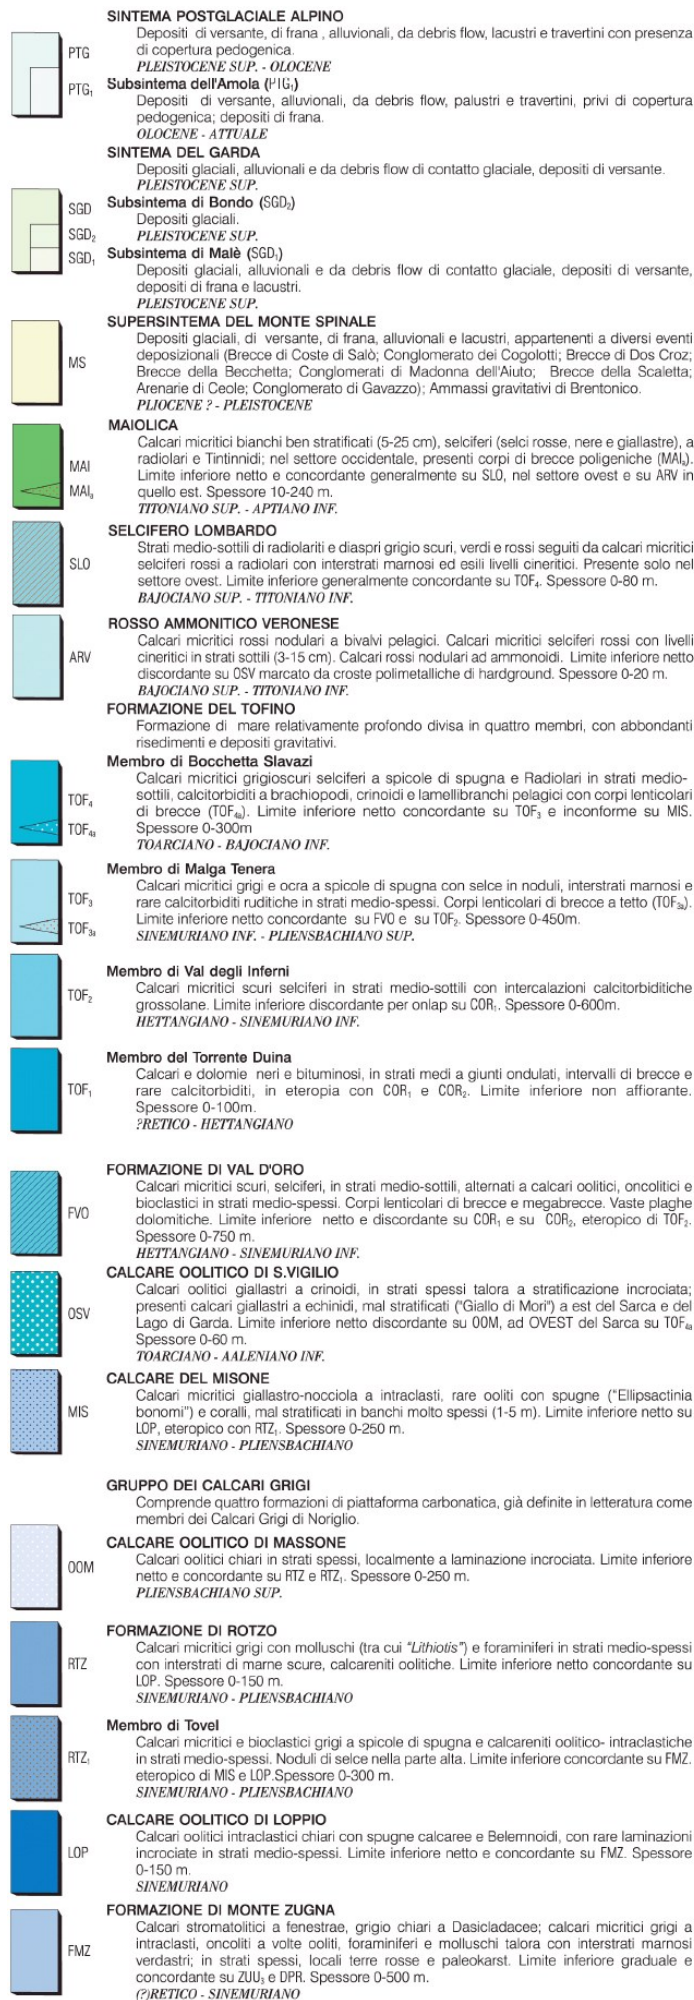 SINTEMA POSTGLACIALE ALPINO
Depositi di versante, di frana , alluvionali, da debris flow, lacustri e travertini con presenza
di copertura pedogenica.
PTG
PLEISTOCENE SUP. - OLOCENE
PTG₁
Subsintema dell'Amola (PTG₁)
Depositi di versante, alluvionali, da debris flow, palustri e travertini, privi di copertura
pedogenica; depositi di frana.
OLOCENE - ATTUALE
SINTEMA DEL GARDA
Depositi glaciali, alluvionali e da debris flow di contatto glaciale, depositi di versante.
PLEISTOCENE SUP.
SGD
Subsintema di Bondo (SGD₂)
Depositi glaciali.
SGD₂
PLEISTOCENE SUP.
SGD₁
Subsintema di Malè (SGD₁)
Depositi glaciali, alluvionali e da debris flow di contatto glaciale, depositi di versante,
depositi di frana e lacustri.
PLEISTOCENE SUP.
SUPERSINTEMA DEL MONTE SPINALE
Depositi glaciali, di versante, di frana, alluvionali e lacustri, appartenenti a diversi eventi
deposizionali (Brecce di Coste di Salò; Conglomerato dei Cogolotti; Brecce di Dos Croz;
MS
Brecce della Becchetta; Conglomerati di Madonna dell'Aiuto; Brecce della Scaletta;
Arenarie di Ceole; Conglomerato di Gavazzo); Ammassi gravitativi di Brentonico.
PLIOCENE ? - PLEISTOCENE
MAIOLICA
Calcari micritici bianchi ben stratificati (5-25 cm), selciferi (selci rosse, nere e giallastre), a
MAI
radiolari e Tintinnidi; nel settore occidentale, presenti corpi di brecce poligeniche (MAIₐ).
MAIₐ
Limite inferiore netto e concordante generalmente su SLO, nel settore ovest e su ARV in
quello est. Spessore 10-240 m.
TITONIANO SUP. - APTIANO INF.
SELCIFERO LOMBARDO
Strati medio-sottili di radiolariti e diaspri grigio scuri, verdi e rossi seguiti da calcari micritici
SLO
selciferi rossi a radiolari con interstrati marnosi ed esili livelli cineritici. Presente solo nel
settore ovest. Limite inferiore generalmente concordante su TOF₄. Spessore 0-80 m.
BAJOCIANO SUP. - TITONIANO INF.
ROSSO AMMONITICO VERONESE
Calcari micritici rossi nodulari a bivalvi pelagici. Calcari micritici selciferi rossi con livelli
ARV
cineritici in strati sottili (3-15 cm). Calcari rossi nodulari ad ammonoidi. Limite inferiore netto
discordante su OSV marcato da croste polimetalliche di hardground. Spessore 0-20 m.
BAJOCIANO SUP. - TITONIANO INF.
FORMAZIONE DEL TOFINO
Formazione di mare relativamente profondo divisa in quattro membri, con abbondanti
risedimenti e depositi gravitativi.
Membro di Bocchetta Slavazi
Calcari micritici grigioscuri selciferi a spicole di spugna e Radiolari in strati medio-
TOF₄
sottili, calcitorbiditi a brachiopodi, crinoidi e lamellibranchi pelagici con corpi lenticolari
TOF₄ₐ
di brecce (TOF₄ₐ). Limite inferiore netto concordante su TOF₃ e inconforme su MIS.
Spessore 0-300m
TOARCIANO - BAJOCIANO INF.
Membro di Malga Tenera
Calcari micritici grigi e ocra a spicole di spugna con selce in noduli, interstrati marnosi e
TOF₃
rare calcitorbiditi ruditiche in strati medio-spessi. Corpi lenticolari di brecce a tetto (TOF₃ₐ).
TOF₃ₐ
Limite inferiore netto concordante su FVO e su TOF₂. Spessore 0-450m.
SINEMURIANO INF. - PLIENSBACHIANO SUP.
Membro di Val degli Inferni
Calcari micritici scuri selciferi in strati medio-sottili con intercalazioni calcitorbiditiche
TOF₂
grossolane. Limite inferiore discordante per onlap su COR₁. Spessore 0-600m.
HETTANGIANO - SINEMURIANO INF.
Membro del Torrente Duina
Calcari e dolomie neri e bituminosi, in strati medi a giunti ondulati, intervalli di brecce e
TOF₁
rare calcitorbiditi, in eteropia con COR₁ e COR₂. Limite inferiore non affiorante.
Spessore 0-100m.
?RETICO - HETTANGIANO
FORMAZIONE DI VAL D'ORO
Calcari micritici scuri, selciferi, in strati medio-sottili, alternati a calcari oolitici, oncolitici e
FVO
bioclastici in strati medio-spessi. Corpi lenticolari di brecce e megabrecce. Vaste plaghe
dolomitiche. Limite inferiore netto e discordante su COR₁ e su COR₂, eteropico di TOF₂.
Spessore 0-750 m.
HETTANGIANO - SINEMURIANO INF.
CALCARE OOLITICO DI S.VIGILIO
Calcari oolitici giallastri a crinoidi, in strati spessi talora a stratificazione incrociata;
OSV
presenti calcari giallastri a echinidi, mal stratificati ("Giallo di Mori") a est del Sarca e del
Lago di Garda. Limite inferiore netto discordante su OOM, ad OVEST del Sarca su TOF₄ₐ
Spessore 0-60 m.
TOARCIANO - AALENIANO INF.
CALCARE DEL MISONE
Calcari micritici giallastro-nocciola a intraclasti, rare ooliti con spugne ("Ellipsactinia
MIS
bonomi") e coralli, mal stratificati in banchi molto spessi (1-5 m). Limite inferiore netto su
LOP, eteropico con RTZ₁. Spessore 0-250 m.
SINEMURIANO - PLIENSBACHIANO
GRUPPO DEI CALCARI GRIGI
Comprende quattro formazioni di piattaforma carbonatica, già definite in letteratura come
membri dei Calcari Grigi di Noriglio.
CALCARE OOLITICO DI MASSONE
OOM
Calcari oolitici chiari in strati spessi, localmente a laminazione incrociata. Limite inferiore
netto e concordante su RTZ e RTZ₁. Spessore 0-250 m.
PLIENSBACHIANO SUP.
FORMAZIONE DI ROTZO
Calcari micritici grigi con molluschi (tra cui "Lithiotis") e foraminiferi in strati medio-spessi
RTZ
con interstrati di marne scure, calcareniti oolitiche. Limite inferiore netto concordante su
LOP. Spessore 0-150 m.
SINEMURIANO - PLIENSBACHIANO
Membro di Tovel
Calcari micritici e bioclastici grigi a spicole di spugna e calcareniti oolitico- intraclastiche
RTZ₁
in strati medio-spessi. Noduli di selce nella parte alta. Limite inferiore concordante su FMZ.
eteropico di MIS e LOP.Spessore 0-300 m.
SINEMURIANO - PLIENSBACHIANO
CALCARE OOLITICO DI LOPPIO
Calcari oolitici intraclastici chiari con spugne calcaree e Belemnoidi, con rare laminazioni
LOP
incrociate in strati medio-spessi. Limite inferiore netto e concordante su FMZ. Spessore
0-150 m.
SINEMURIANO
FORMAZIONE DI MONTE ZUGNA
Calcari stromatolitici a fenestrae, grigio chiari a Dasicladacee; calcari micritici grigi a
FMZ
intraclasti, oncoliti a volte ooliti, foraminiferi e molluschi talora con interstrati marnosi
verdastri; in strati spessi, locali terre rosse e paleokarst. Limite inferiore graduale e
concordante su ZUU₃ e DPR. Spessore 0-500 m.
(?)RETICO - SINEMURIANO